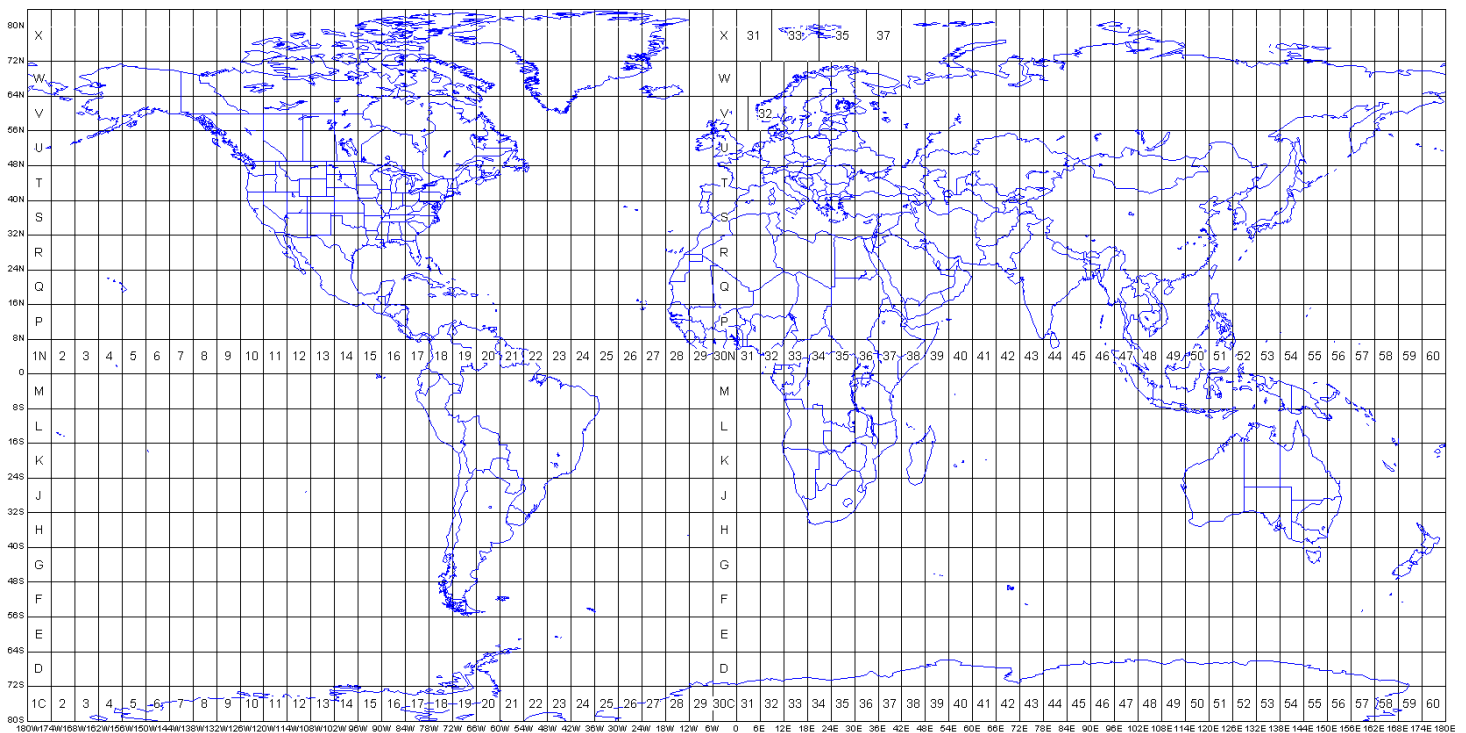 80N
X X 31 33 35 37
72N
W W
64N
V V 32
56N
U U
48N
T T
40N
S S
32N
R R
24N
Q Q
16N
P P
8N
1N 2 3 4 5 6 7 8 9 10 11 12 13 14 15 16 17 18 19 20 21 22 23 24 25 26 27 28 29 30N 31 32 33 34 35 36 37 38 39 40 41 42 43 44 45 46 47 48 49 50 51 52 53 54 55 56 57 58 59 60
0
M M
8S
L L
16S
K K
24S
J J
32S
H H
40S
G G
48S
F F
56S
E E
64S
D D
72S
1C 2 3 4 5 6 7 8 9 10 11 12 13 14 15 16 17 18 19 20 21 22 23 24 25 26 27 28 29 30C 31 32 33 34 35 36 37 38 39 40 41 42 43 44 45 46 47 48 49 50 51 52 53 54 55 56 57 58 59 60
80S
180W 174W 168W 162W 156W 150W 144W 138W 132W 126W 120W 114W 108W 102W 96W 90W 84W 78W 72W 66W 60W 54W 48W 42W 36W 30W 24W 18W 12W 6W 0 6E 12E 18E 24E 30E 36E 42E 48E 54E 60E 66E 72E 78E 84E 90E 96E 102E 108E 114E 120E 126E 132E 138E 144E 150E 156E 162E 168E 174E 180E